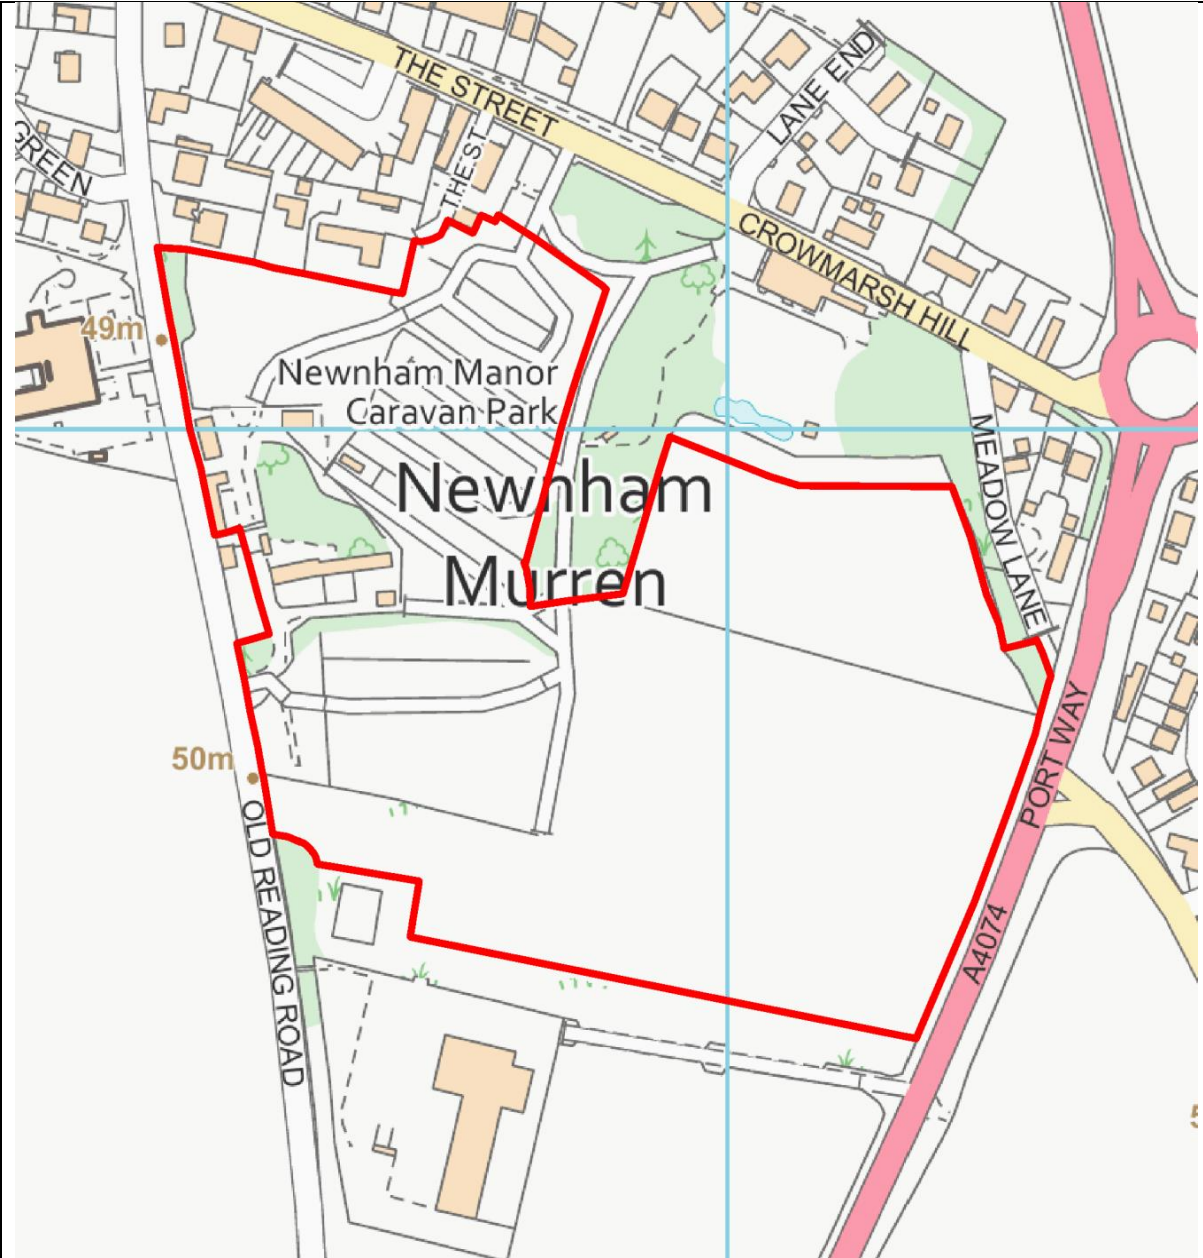 THE STREET
LANE END
GREEN
THE ST
CROWMARSH HILL
49m
Newnham Manor
Caravan Park
MEADOW LANE
Newnham
Murren
50m
PORT WAY
OLD READING ROAD
A4074
5